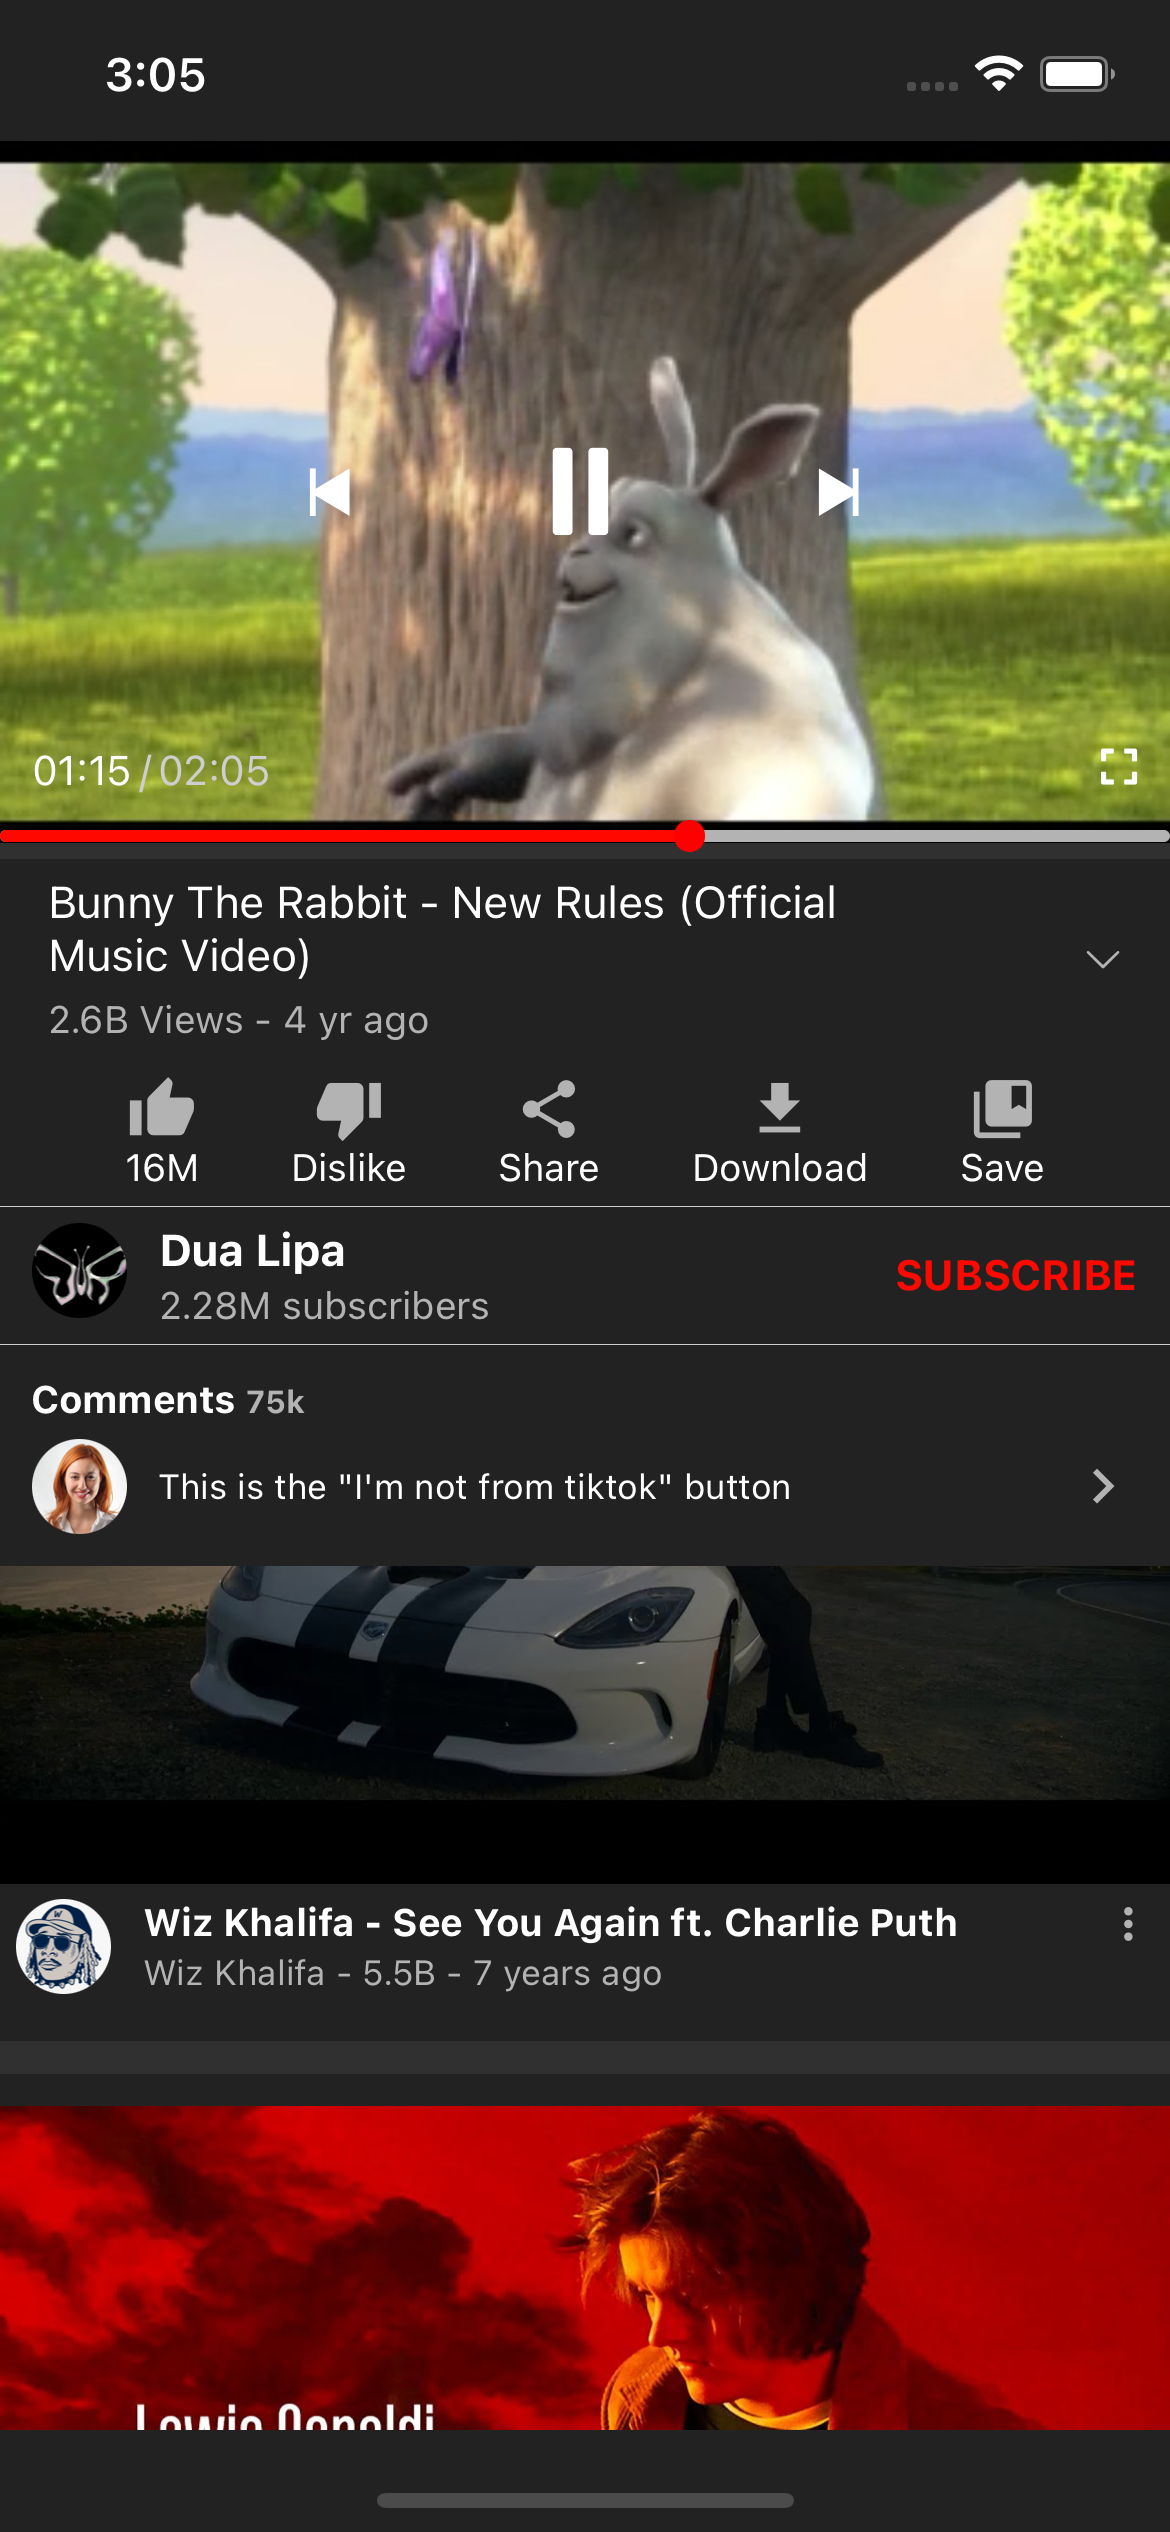 3:05
01:15 / 02:05
Bunny The Rabbit - New Rules (Official
Music Video)
2.6B Views - 4 yr ago
16M
Dislike
Share
Download
Save
Dua Lipa
2.28M subscribers
SUBSCRIBE
Comments 75k
This is the "I'm not from tiktok" button
Wiz Khalifa - See You Again ft. Charlie Puth
Wiz Khalifa - 5.5B - 7 years ago